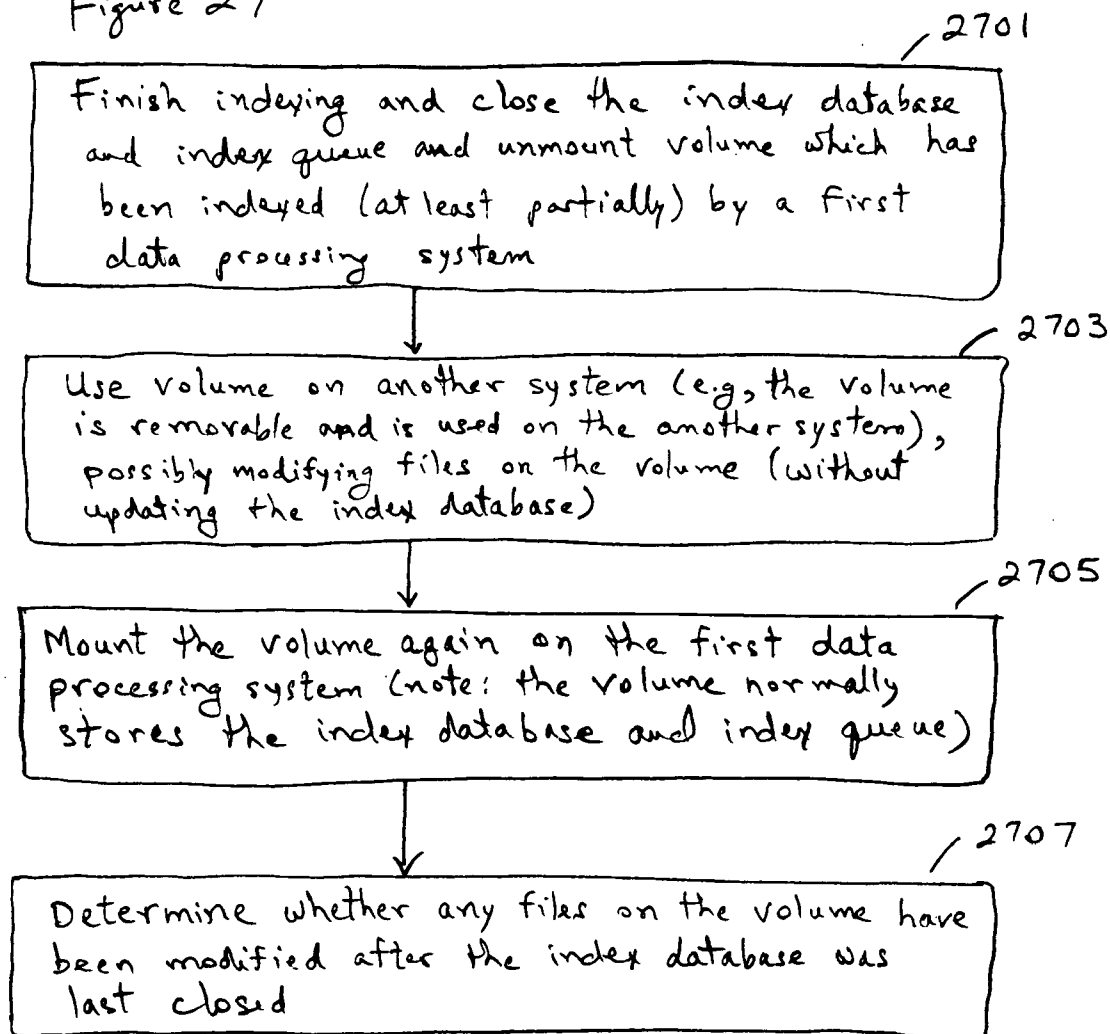 Figure 27
2701
Finish indexing and close the index database
and index queue and unmount volume which has
been indexed (at least partially) by a first
data processing system
2703
Use volume on another system (e.g., the volume
is removable and is used on the another system),
possibly modifying files on the volume (without
updating the index database)
2705
Mount the volume again on the first data
processing system (note: the volume normally
stores the index database and index queue)
2707
Determine whether any files on the volume have
been modified after the index database was
last closed